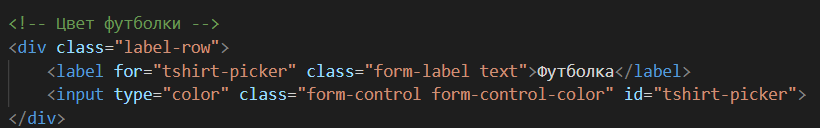 <!-- Цвет футболки -->
<div class="label-row">
<label for="tshirt-picker" class="form-label text">Футболка</label>
<input type="color" class="form-control form-control-color" id="tshirt-picker">
</div>